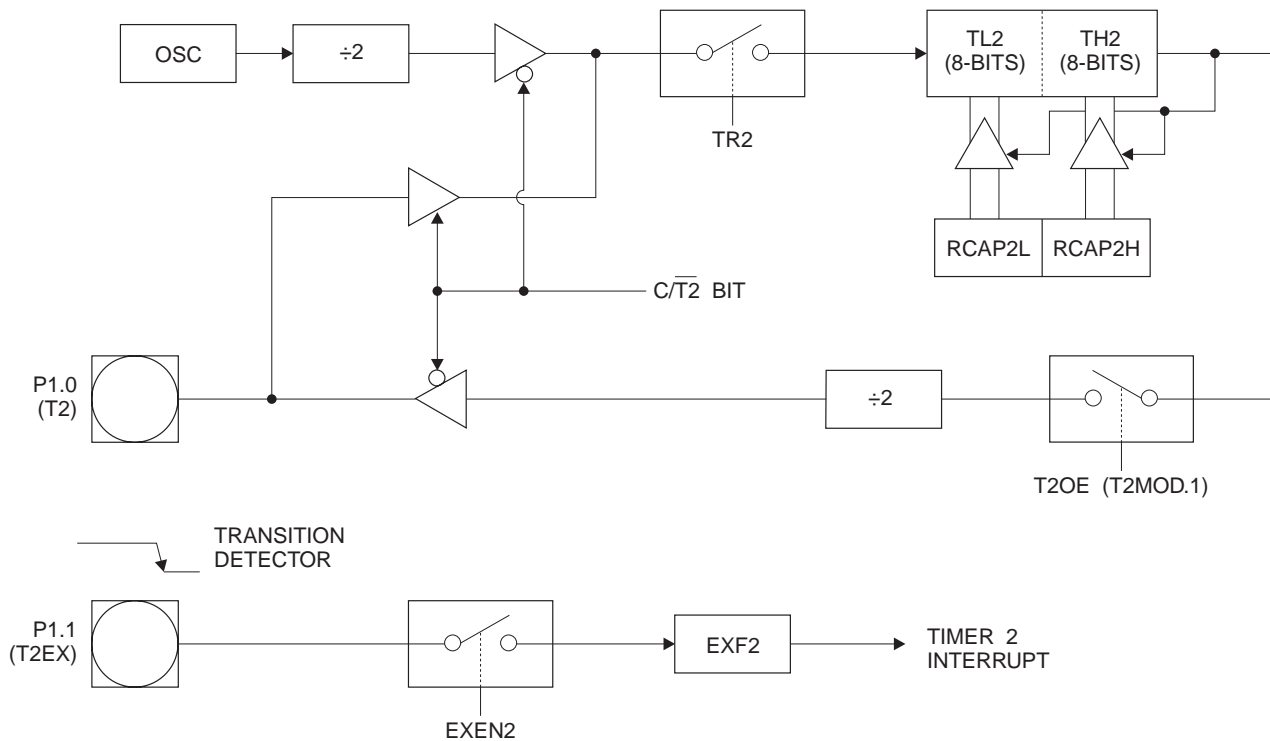 OSC
÷2
TR2
TL2
(8-BITS)
TH2
(8-BITS)
RCAP2L
RCAP2H
C/T2̅ BIT
P1.0
(T2)
÷2
T2OE (T2MOD.1)
TRANSITION
DETECTOR
P1.1
(T2EX)
EXEN2
EXF2
TIMER 2
INTERRUPT